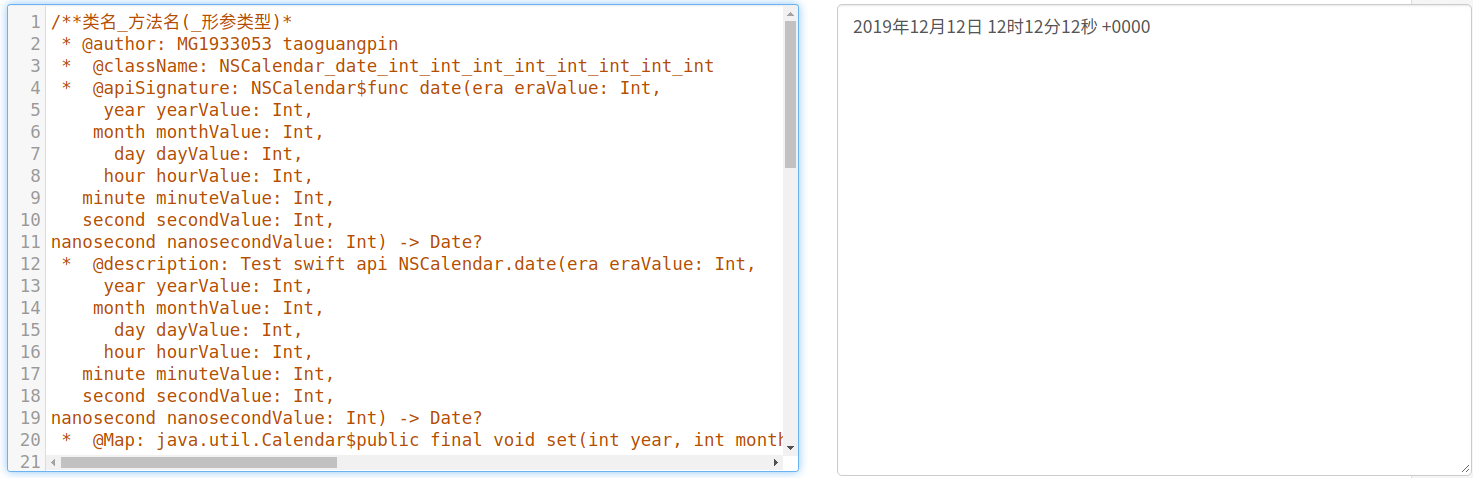 1 /**类名_方法名(_形参类型)*
2 * @author: MG1933053 taoguangpin
3 * @className: NSCalendar_date_int_int_int_int_int_int_int_int
4 * @apiSignature: NSCalendar$func date(era eraValue: Int,
5 year yearValue: Int,
6 month monthValue: Int,
7 day dayValue: Int,
8 hour hourValue: Int,
9 minute minuteValue: Int,
10 second secondValue: Int,
11 nanosecond nanosecondValue: Int) -> Date?
12 * @description: Test swift api NSCalendar.date(era eraValue: Int,
13 year yearValue: Int,
14 month monthValue: Int,
15 day dayValue: Int,
16 hour hourValue: Int,
17 minute minuteValue: Int,
18 second secondValue: Int,
19 nanosecond nanosecondValue: Int) -> Date?
20 * @Map: java.util.Calendar$public final void set(int year, int month
21
2019年12月12日 12时12分12秒 +0000